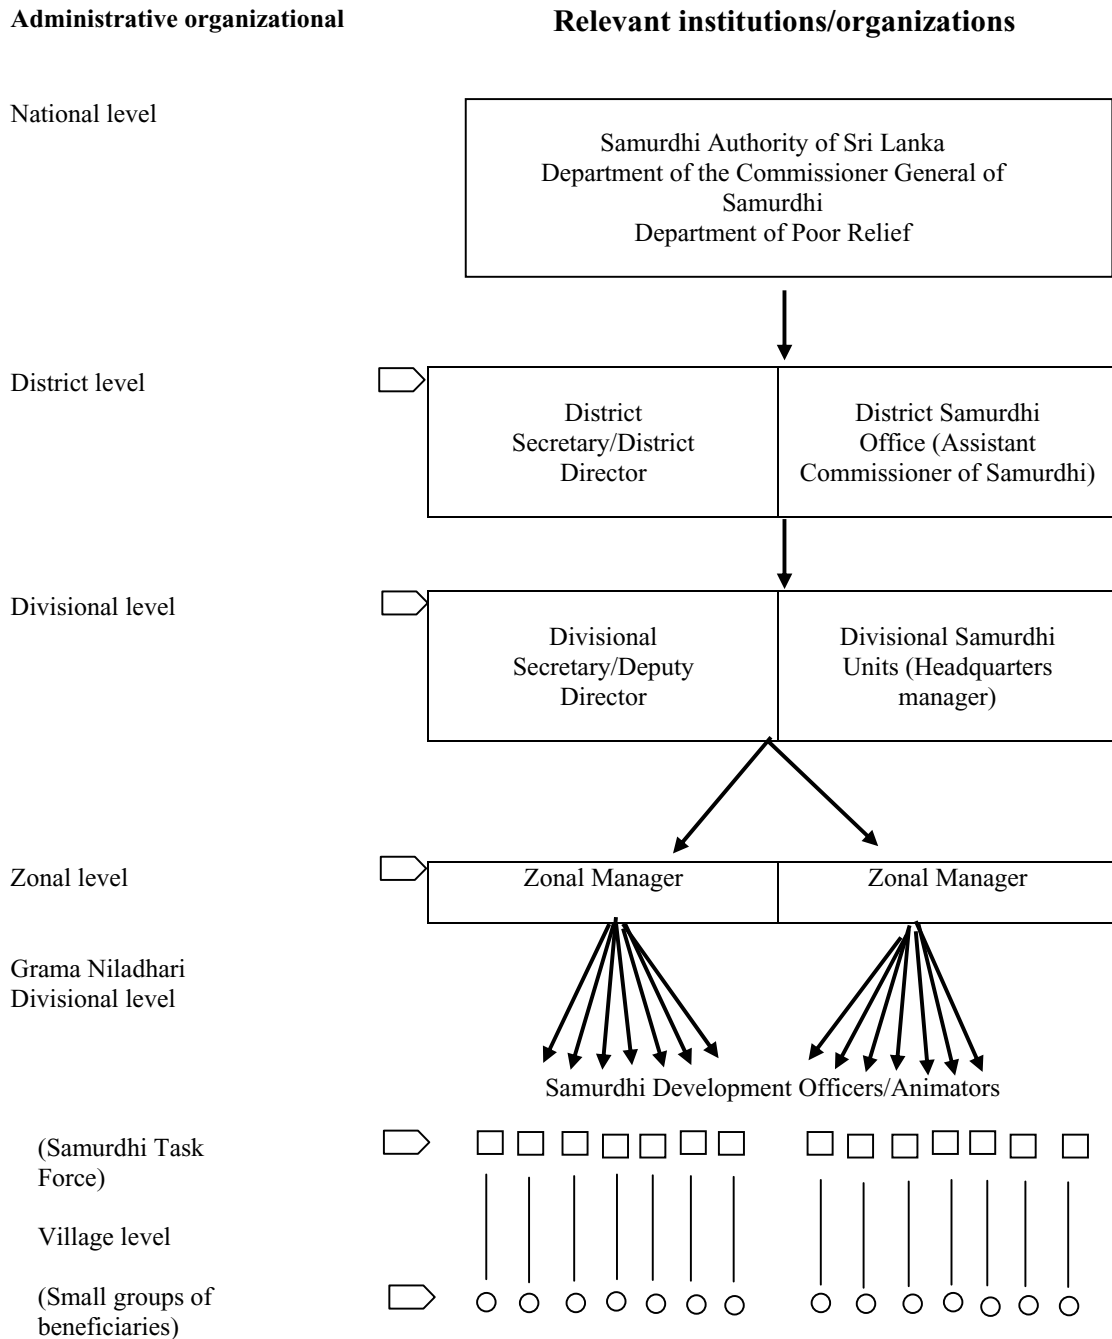 Administrative organizational
Relevant institutions/organizations
National level
Samurdhi Authority of Sri Lanka
Department of the Commissioner General of
Samurdhi
Department of Poor Relief
District level
District
Secretary/District
Director
District Samurdhi
Office (Assistant
Commissioner of Samurdhi)
Divisional level
Divisional
Secretary/Deputy
Director
Divisional Samurdhi
Units (Headquarters
manager)
Zonal level
Zonal Manager
Zonal Manager
Grama Niladhari
Divisional level
Samurdhi Development Officers/Animators
(Samurdhi Task
Force)
Village level
(Small groups of
beneficiaries)